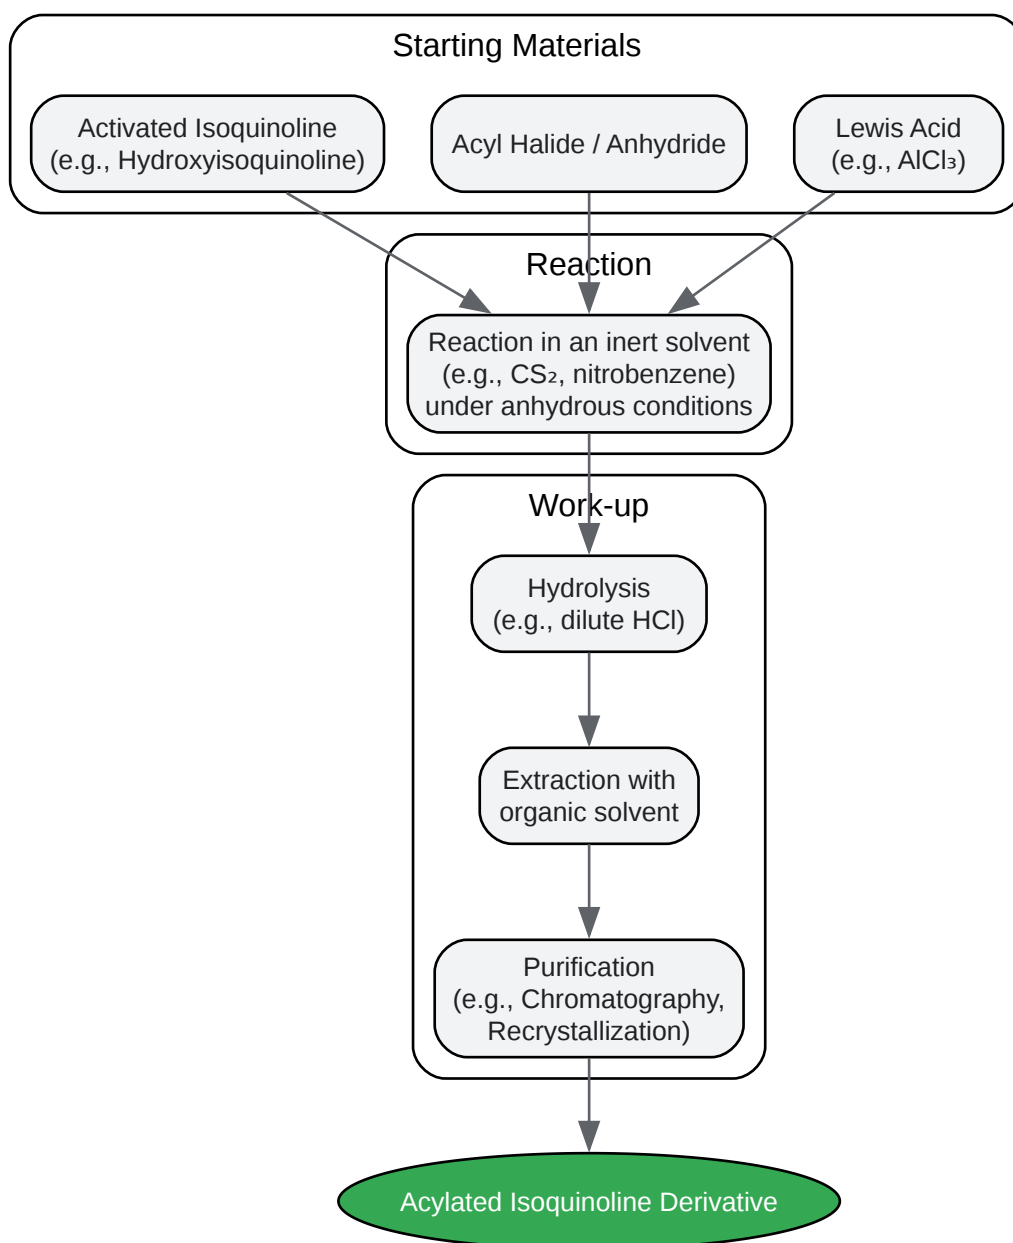 Starting Materials
Activated Isoquinoline
(e.g., Hydroxyisoquinoline)
Acyl Halide / Anhydride
Lewis Acid
(e.g., AlCl₃)
Reaction
Reaction in an inert solvent
(e.g., CS₂, nitrobenzene)
under anhydrous conditions
Work-up
Hydrolysis
(e.g., dilute HCl)
Extraction with
organic solvent
Purification
(e.g., Chromatography,
Recrystallization)
Acylated Isoquinoline Derivative